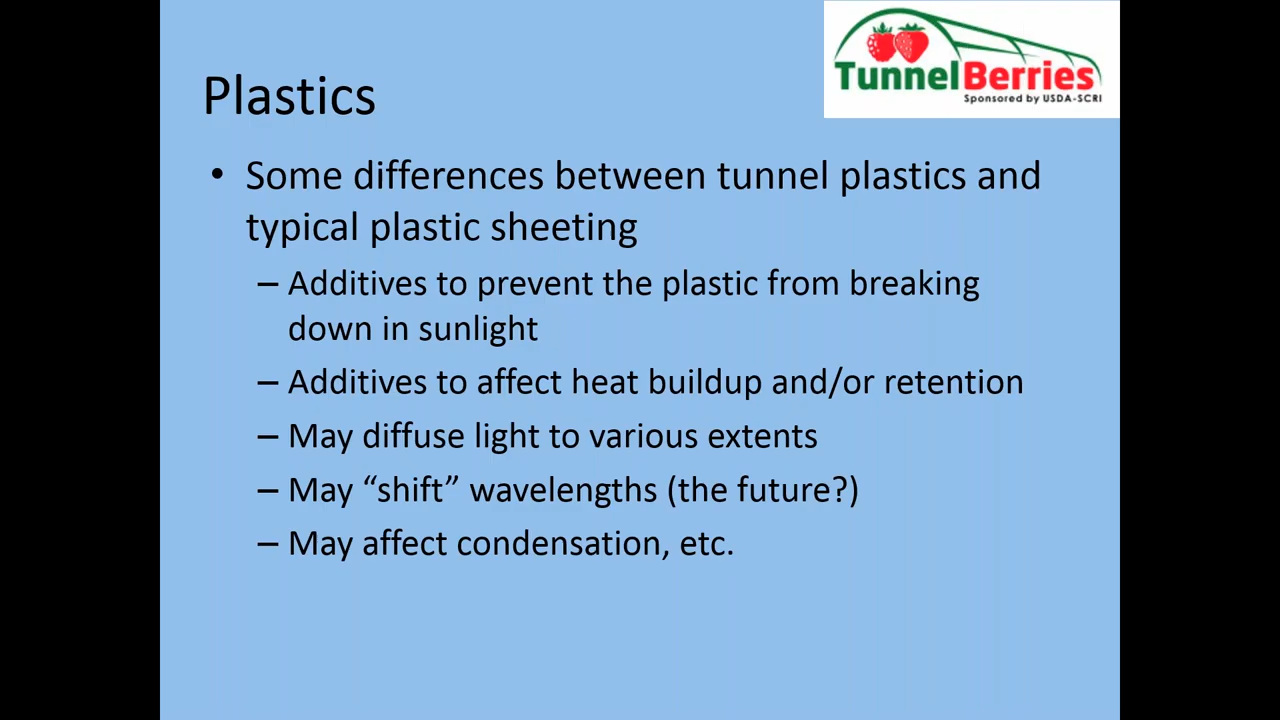 TunnelBerries
Sponsored by USDA-SCRI
Plastics
• Some differences between tunnel plastics and
typical plastic sheeting
– Additives to prevent the plastic from breaking
down in sunlight
– Additives to affect heat buildup and/or retention
– May diffuse light to various extents
– May “shift” wavelengths (the future?)
– May affect condensation, etc.